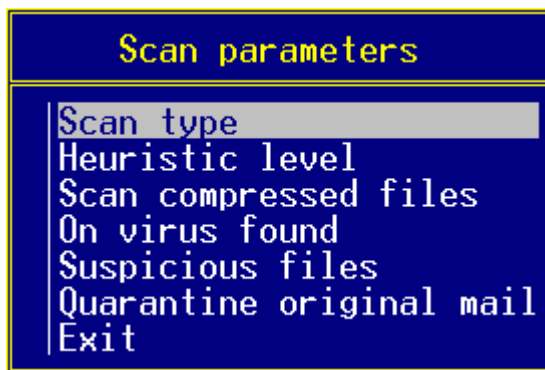 Scan parameters
Scan type
Heuristic level
Scan compressed files
On virus found
Suspicious files
Quarantine original mail
Exit